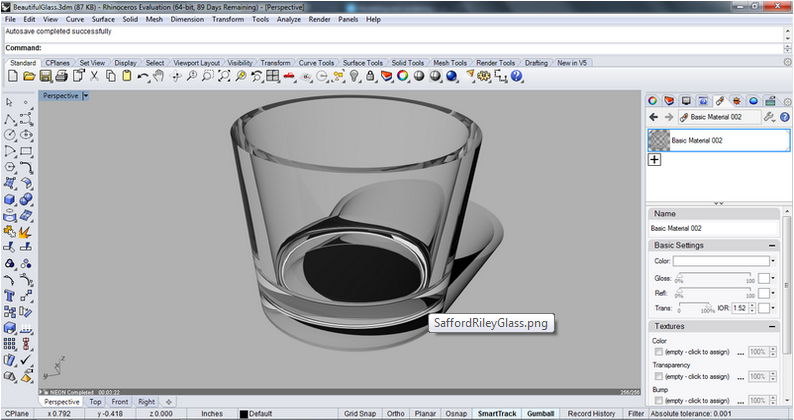 BeautifulGlass.3dm (87 KB) - Rhinoceros Evaluation (64-bit, 89 Days Remaining) - [Perspective]
File Edit View Curve Surface Solid Mesh Dimension Transform Tools Analyze Render Panels Help
Autosave completed successfully
Command:
Standard CPlanes Set View Display Select Viewport Layout Visibility Transform Curve Tools Surface Tools Solid Tools Mesh Tools Render Tools Drafting New in V5
Perspective
Basic Material 002
Basic Material 002
Name
Basic Material 002
Basic Settings
Color:
Gloss: 0% 100
Refl: 0% 100
Trans: 0% 100% IOR: 1.52
Textures
Color
(empty - click to assign) ... 100%
Transparency
(empty - click to assign) ... 100%
Bump
(empty - click to assign) ... 100%
SaffordRileyGlass.png
NEON Completed 00:03:22 256/256
Perspective Top Front Right
CPlane x 0.792 y -0.418 z 0.000 Inches Default Grid Snap Ortho Planar Osnap SmartTrack Gumball Record History Filter Absolute tolerance: 0.001